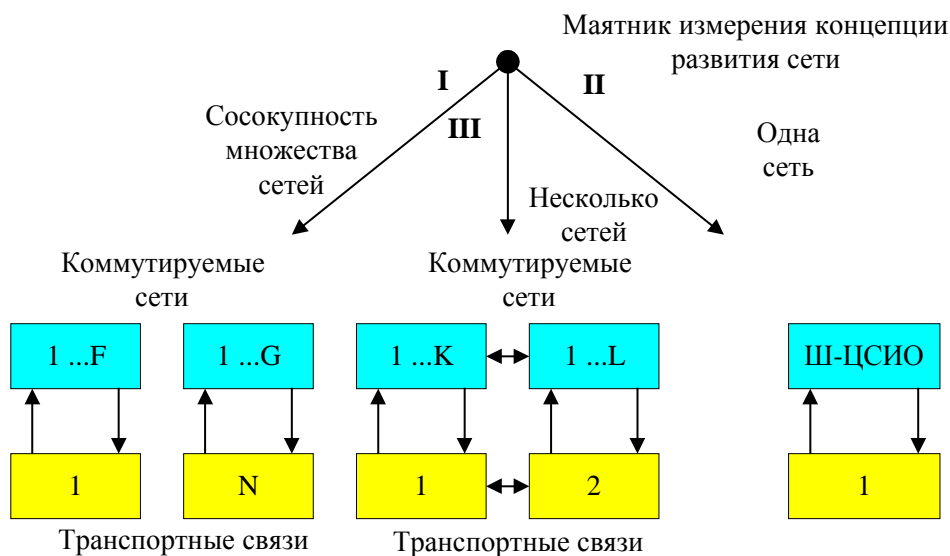 Маятник измерения концепции
развития сети
I
II
III
Сосокупность
множества
сетей
Одна
сеть
Несколько
сетей
Коммутируемые
сети
Коммутируемые
сети
1 ...F
1 ...G
1 ...K
1 ...L
Ш-ЦСИО
1
N
1
2
1
Транспортные связи
Транспортные связи